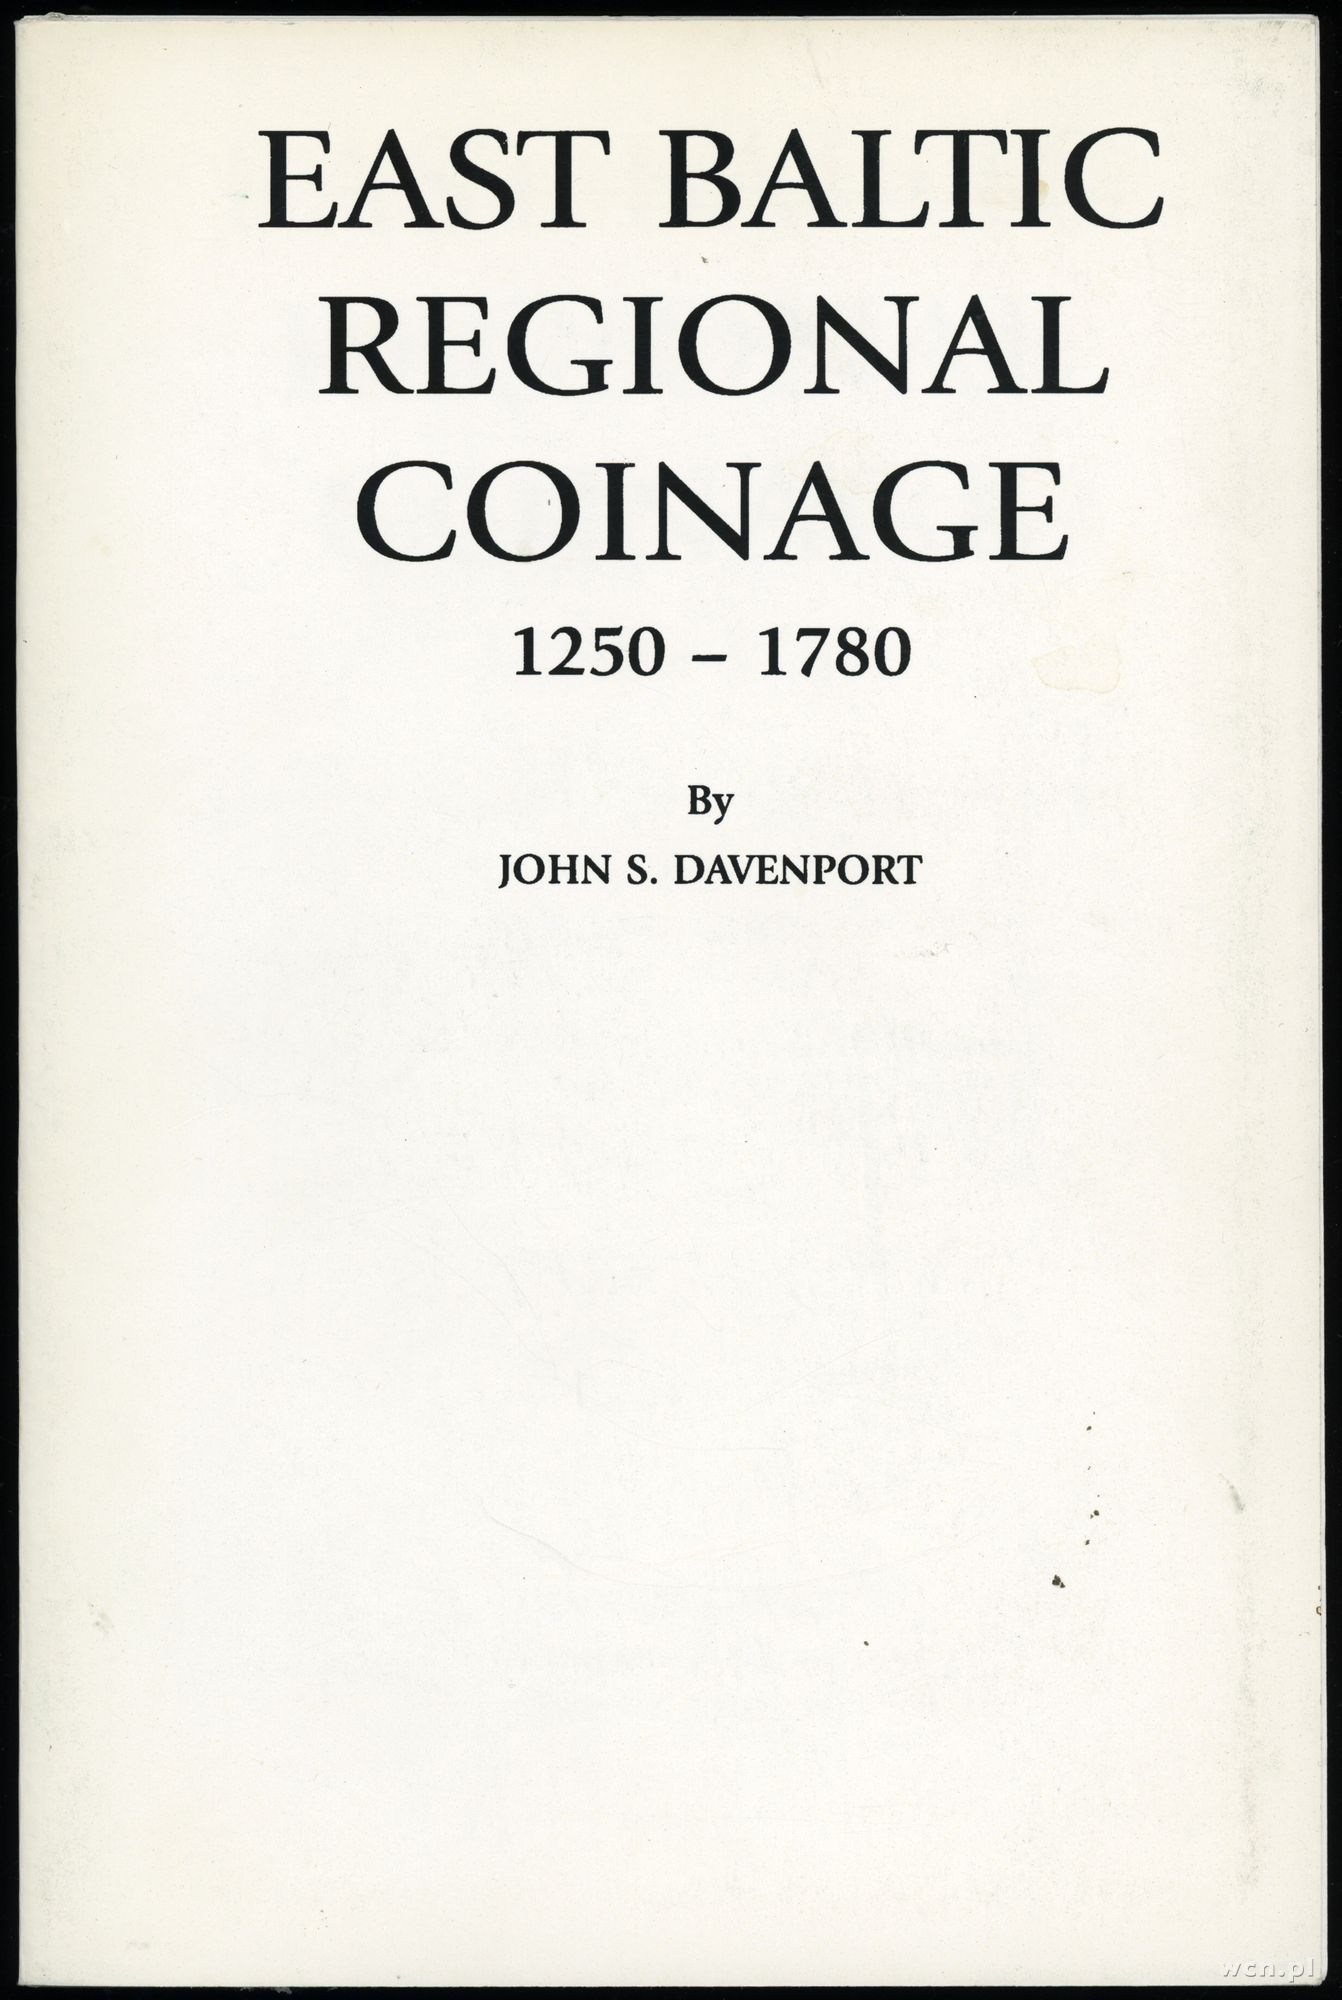 EAST BALTIC
REGIONAL
COINAGE
1250 – 1780
By
JOHN S. DAVENPORT
wcn.pl